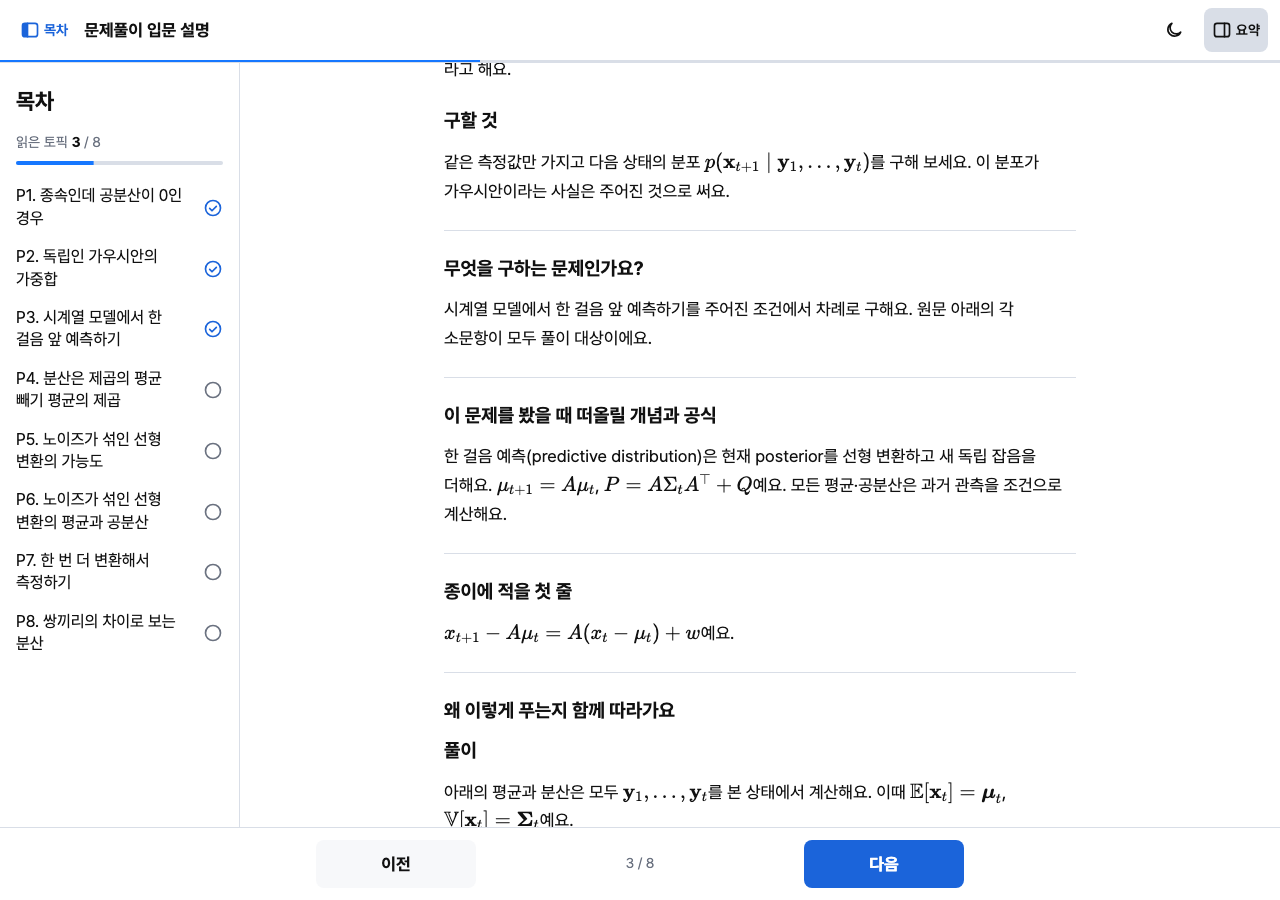 목차
문제풀이 입문 설명
요약
목차
읽은 토픽 3 / 8
P1. 종속인데 공분산이 0인
경우
P2. 독립인 가우시안의
가중합
P3. 시계열 모델에서 한
걸음 앞 예측하기
P4. 분산은 제곱의 평균
빼기 평균의 제곱
P5. 노이즈가 섞인 선형
변환의 가능도
P6. 노이즈가 섞인 선형
변환의 평균과 공분산
P7. 한 번 더 변환해서
측정하기
P8. 쌍끼리의 차이로 보는
분산
라고 해요.
구할 것
같은 측정값만 가지고 다음 상태의 분포 p(𝐱ₜ₊₁ | 𝐲₁, . . . , 𝐲ₜ)를 구해 보세요. 이 분포가
가우시안이라는 사실은 주어진 것으로 써요.
무엇을 구하는 문제인가요?
시계열 모델에서 한 걸음 앞 예측하기를 주어진 조건에서 차례로 구해요. 원문 아래의 각
소문항이 모두 풀이 대상이에요.
이 문제를 봤을 때 떠올릴 개념과 공식
한 걸음 예측(predictive distribution)은 현재 posterior를 선형 변환하고 새 독립 잡음을
더해요. μₜ₊₁ = Aμₜ, P = AΣₜA⊤ + Q예요. 모든 평균·공분산은 과거 관측을 조건으로
계산해요.
종이에 적을 첫 줄
xₜ₊₁ − Aμₜ = A(xₜ − μₜ) + w예요.
왜 이렇게 푸는지 함께 따라가요
풀이
아래의 평균과 분산은 모두 𝐲₁, . . . , 𝐲ₜ를 본 상태에서 계산해요. 이때 𝔼[𝐱ₜ] = 𝝁ₜ,
𝕍[𝐱ₜ] = 𝚺ₜ예요.
이전
3 / 8
다음